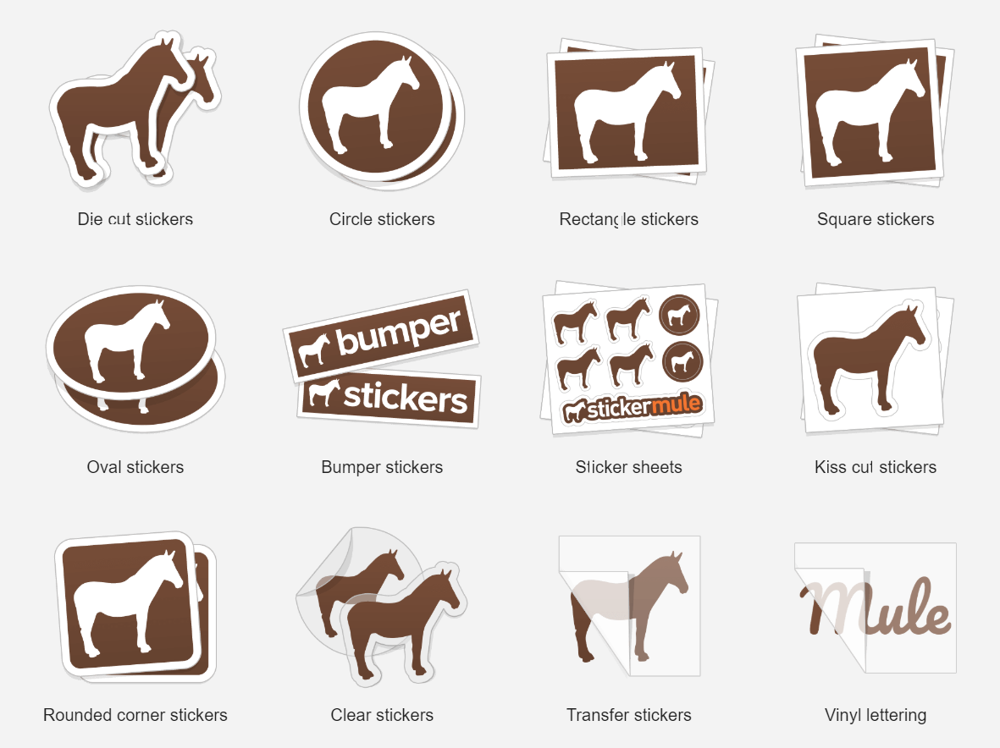 Die cut stickers
Circle stickers
Rectangle stickers
Square stickers
bumper
stickers
stickermule
Oval stickers
Bumper stickers
Sticker sheets
Kiss cut stickers
Mule
Rounded corner stickers
Clear stickers
Transfer stickers
Vinyl lettering